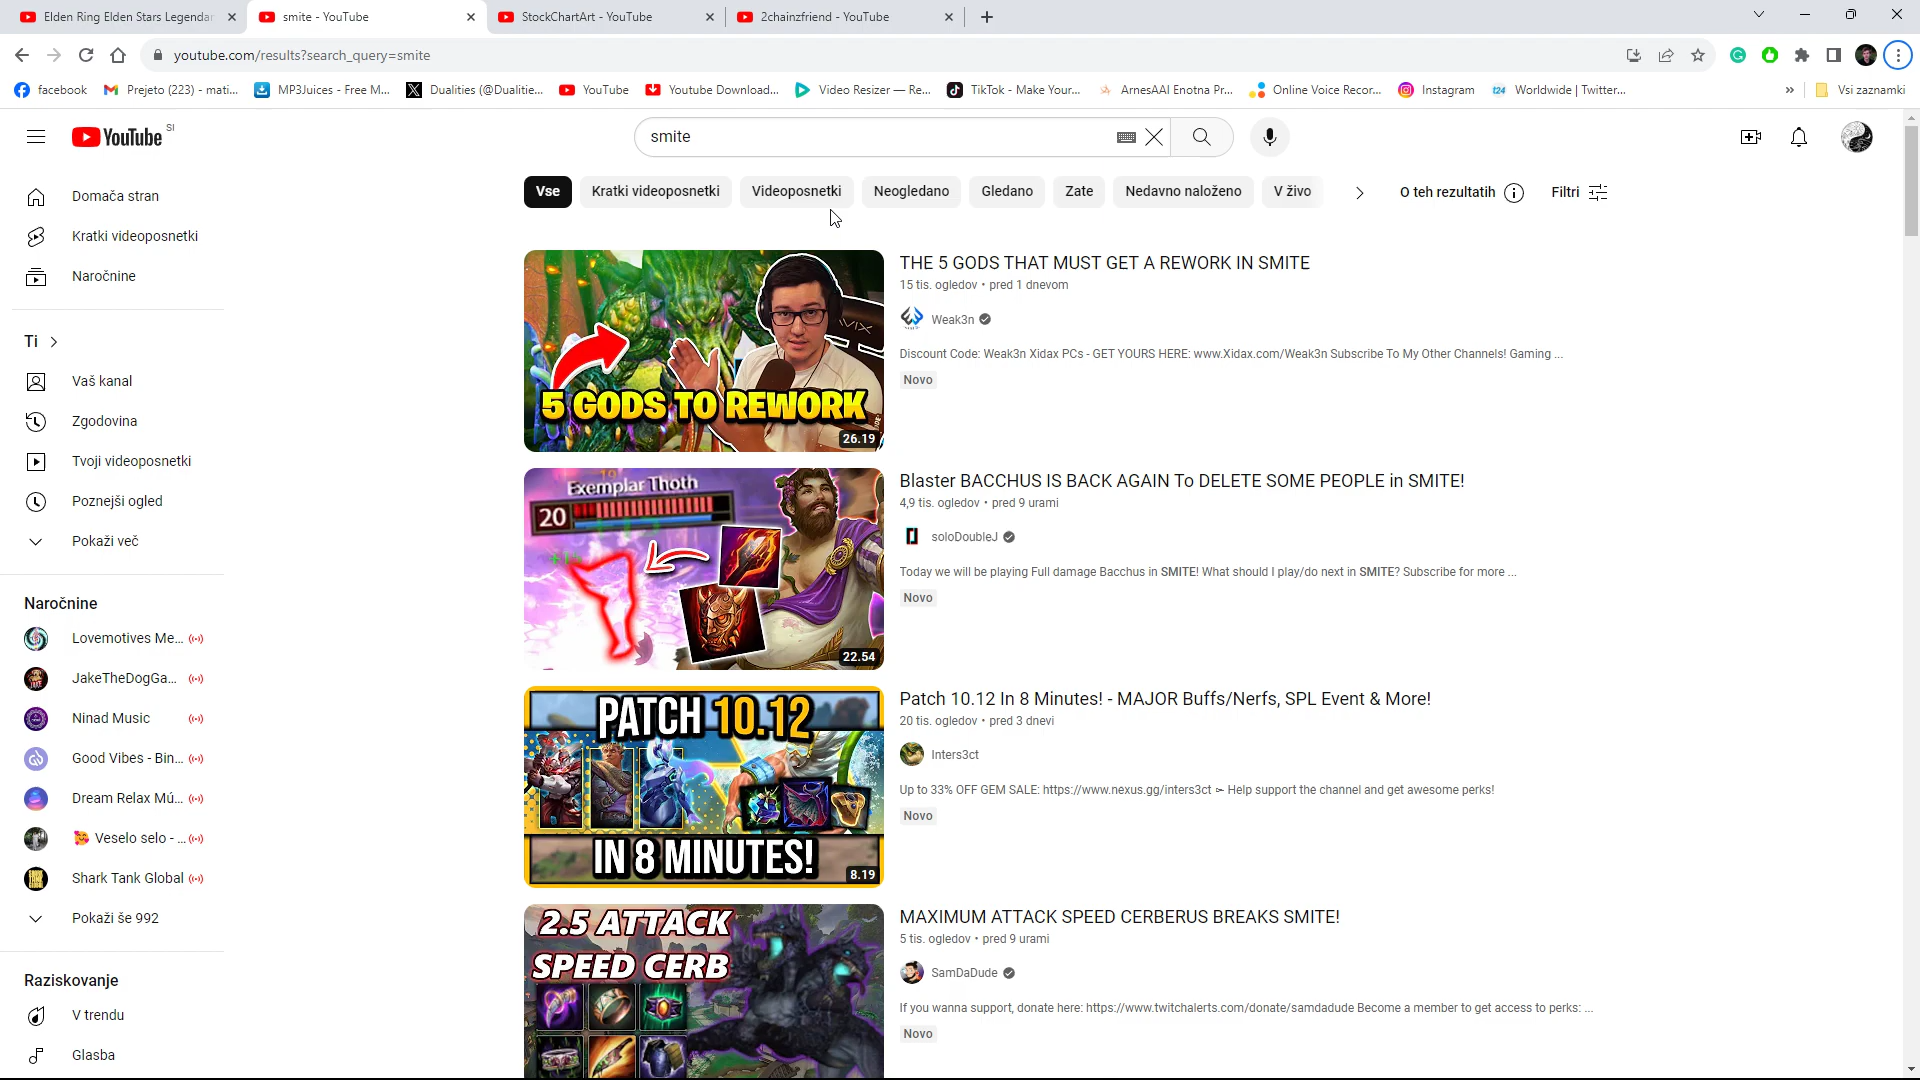 Elden Ring Elden Stars Legendar
smite - YouTube
StockChartArt - YouTube
2chainzfriend - YouTube
youtube.com/results?search_query=smite
facebook
Prejeto (223) - mati...
MP3Juices - Free M...
Dualities (@Dualitie...
YouTube
Youtube Download...
Video Resizer — Re...
TikTok - Make Your...
ArnesAAI Enotna Pr...
Online Voice Recor...
Instagram
t24
Worldwide | Twitter...
»
Vsi zaznamki
YouTube SI
smite
Vse
Kratki videoposnetki
Videoposnetki
Neogledano
Gledano
Zate
Nedavno naloženo
V živo
O teh rezultatih
Filtri
Domača stran
Kratki videoposnetki
Naročnine
Ti
Vaš kanal
Zgodovina
Tvoji videoposnetki
Poznejši ogled
Pokaži več
Naročnine
Lovemotives Me...
JakeTheDogGa...
Ninad Music
Good Vibes - Bin...
Dream Relax Mú...
🥰 Veselo selo - ...
Shark Tank Global
Pokaži še 992
Raziskovanje
V trendu
Glasba
5 GODS TO REWORK
26.19
THE 5 GODS THAT MUST GET A REWORK IN SMITE
15 tis. ogledov • pred 1 dnevom
Weak3n
Discount Code: Weak3n Xidax PCs - GET YOURS HERE: www.Xidax.com/Weak3n Subscribe To My Other Channels! Gaming ...
Novo
Exemplar Thoth
20
22.54
Blaster BACCHUS IS BACK AGAIN To DELETE SOME PEOPLE in SMITE!
4,9 tis. ogledov • pred 9 urami
soloDoubleJ
Today we will be playing Full damage Bacchus in SMITE! What should I play/do next in SMITE? Subscribe for more ...
Novo
PATCH 10.12
IN 8 MINUTES!
8.19
Patch 10.12 In 8 Minutes! - MAJOR Buffs/Nerfs, SPL Event & More!
20 tis. ogledov • pred 3 dnevi
Inters3ct
Up to 33% OFF GEM SALE: https://www.nexus.gg/inters3ct ➳ Help support the channel and get awesome perks!
Novo
2.5 ATTACK
SPEED CERB
MAXIMUM ATTACK SPEED CERBERUS BREAKS SMITE!
5 tis. ogledov • pred 9 urami
SamDaDude
If you wanna support, donate here: https://www.twitchalerts.com/donate/samdadude Become a member to get access to perks: ...
Novo